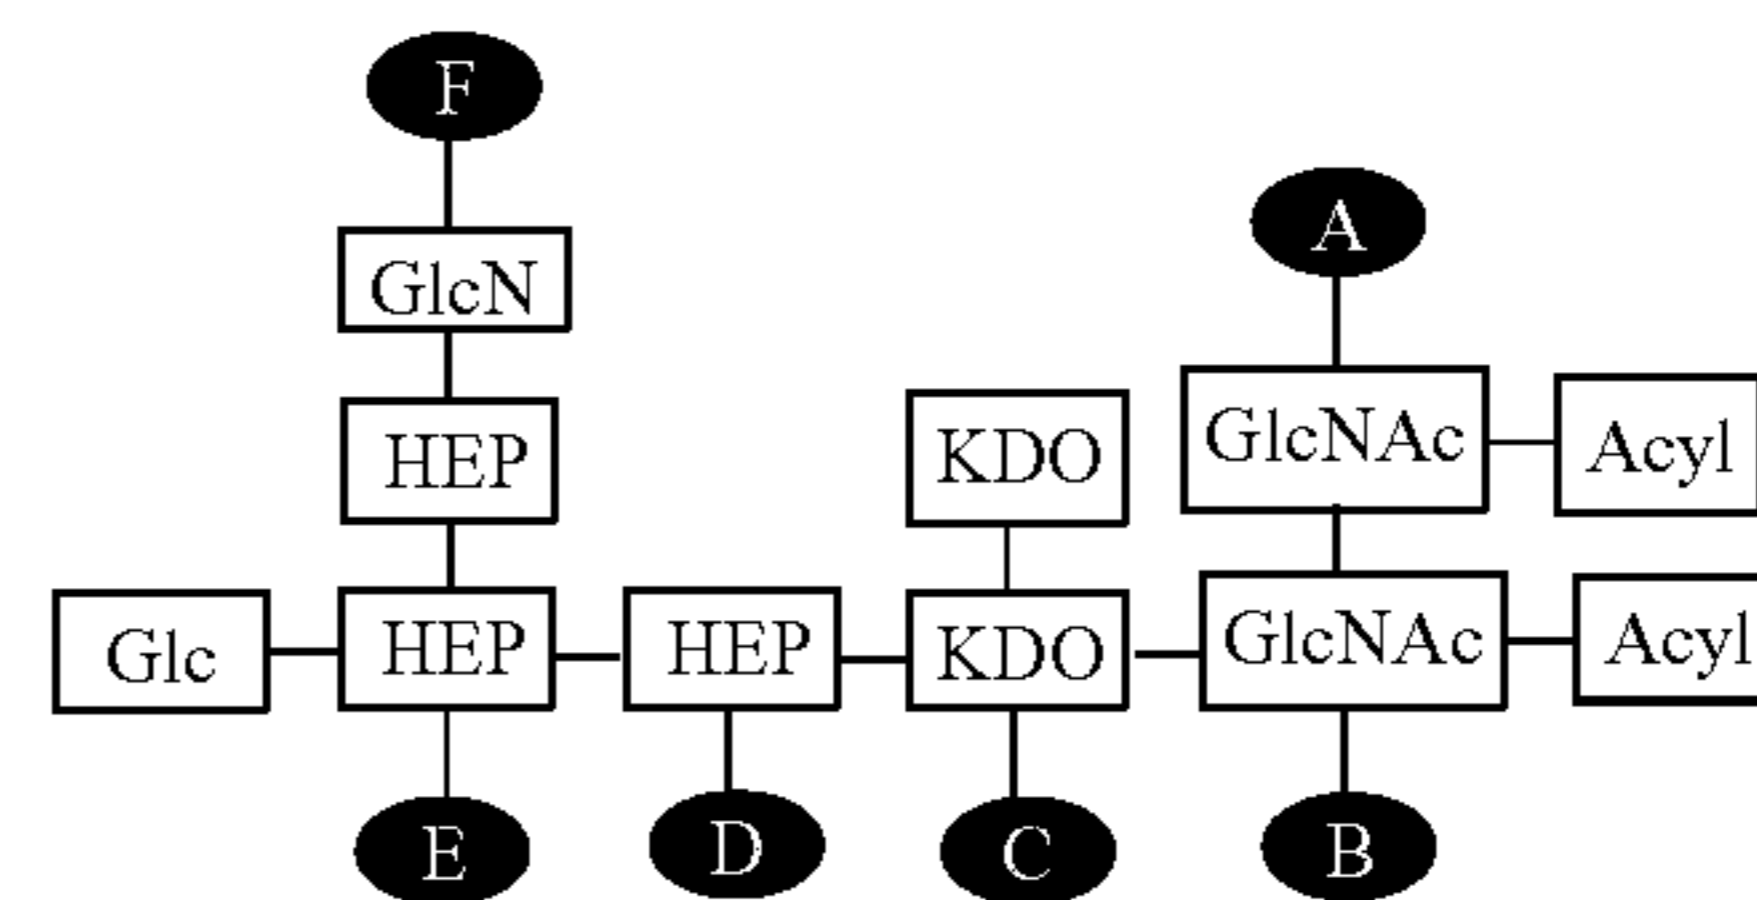 F
A
GlcN
GlcNAc Acyl
HEP KDO
Glc HEP HEP KDO GlcNAc Acyl
E D C B